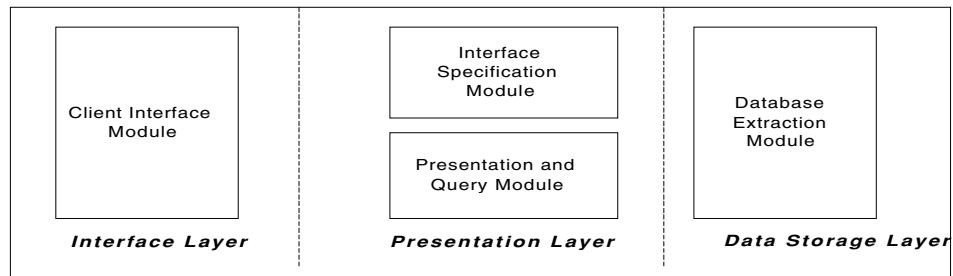 Client Interface
Module
Interface
Specification
Module
Presentation and
Query Module
Database
Extraction
Module
Interface Layer
Presentation Layer
Data Storage Layer